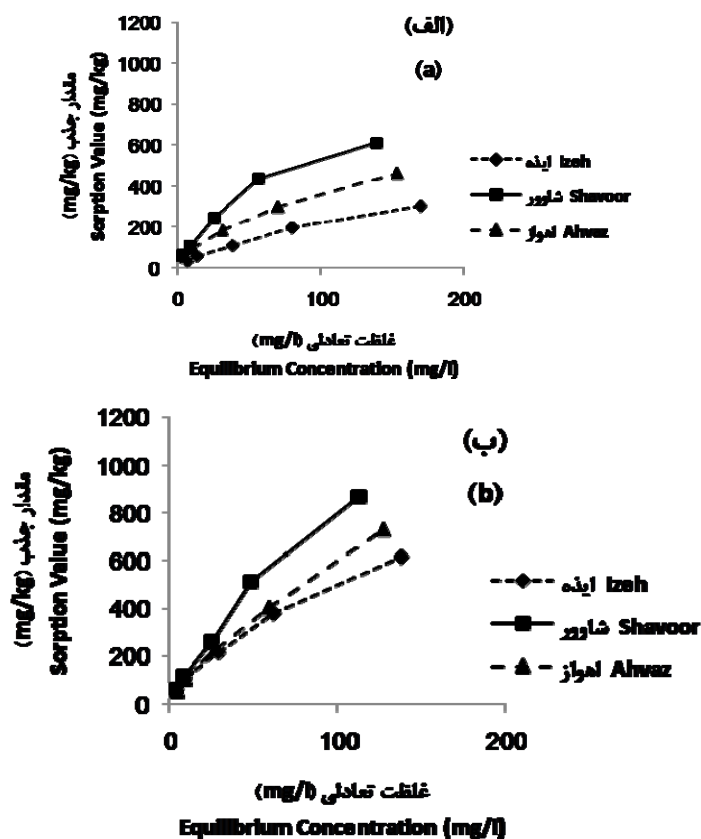 1200
1000
800
600
400
200
0
0
100
200
مقدار جذب (mg/kg)
Sorption Value (mg/kg)
(الف)
(a)
ایذه Izeh
شاوور Shavoor
اهواز Ahvaz
غلظت تعادلی (mg/l)
Equilibrium Concentration (mg/l)
1200
1000
800
600
400
200
0
0
100
200
مقدار جذب (mg/kg)
Sorption Value (mg/kg)
(ب)
(b)
ایذه Izeh
شاوور Shavoor
اهواز Ahvaz
غلظت تعادلی (mg/l)
Equilibrium Concentration (mg/l)